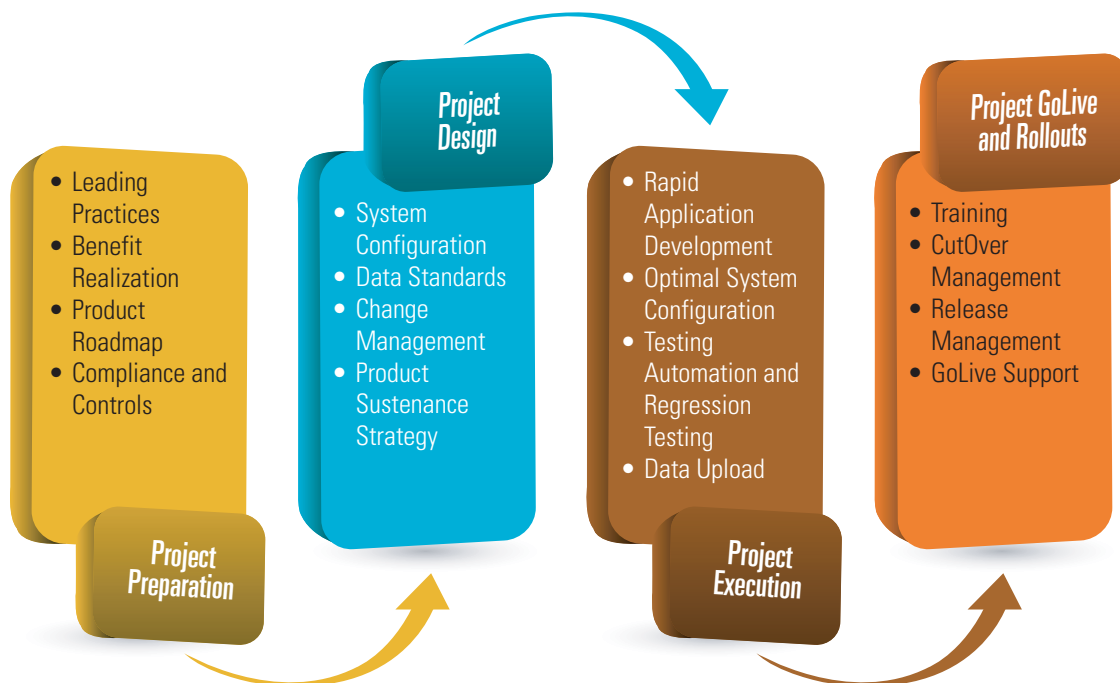 • Leading
Practices
• Benefit
Realization
• Product
Roadmap
• Compliance and
Controls
Project
Preparation
Project
Design
• System
Configuration
• Data Standards
• Change
Management
• Product
Sustenance
Strategy
• Rapid
Application
Development
• Optimal System
Configuration
• Testing
Automation and
Regression
Testing
• Data Upload
Project
Execution
Project GoLive
and Rollouts
• Training
• CutOver
Management
• Release
Management
• GoLive Support